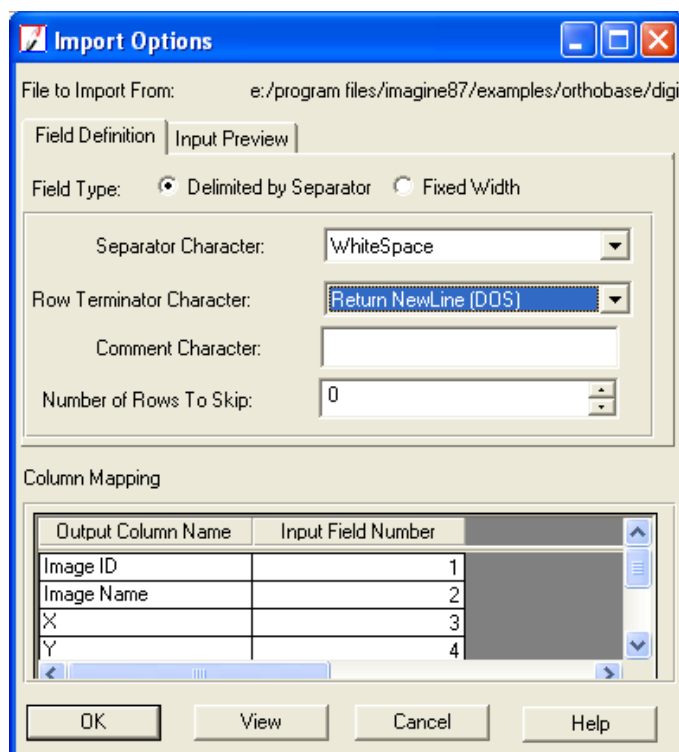 Import Options
File to Import From: e:/program files/imagine87/examples/orthobase/digi
Field Definition Input Preview
Field Type: Delimited by Separator Fixed Width
Separator Character: WhiteSpace
Row Terminator Character: Return NewLine (DOS)
Comment Character:
Number of Rows To Skip: 0
Column Mapping
Output Column Name Input Field Number
Image ID 1
Image Name 2
X 3
Y 4
OK View Cancel Help